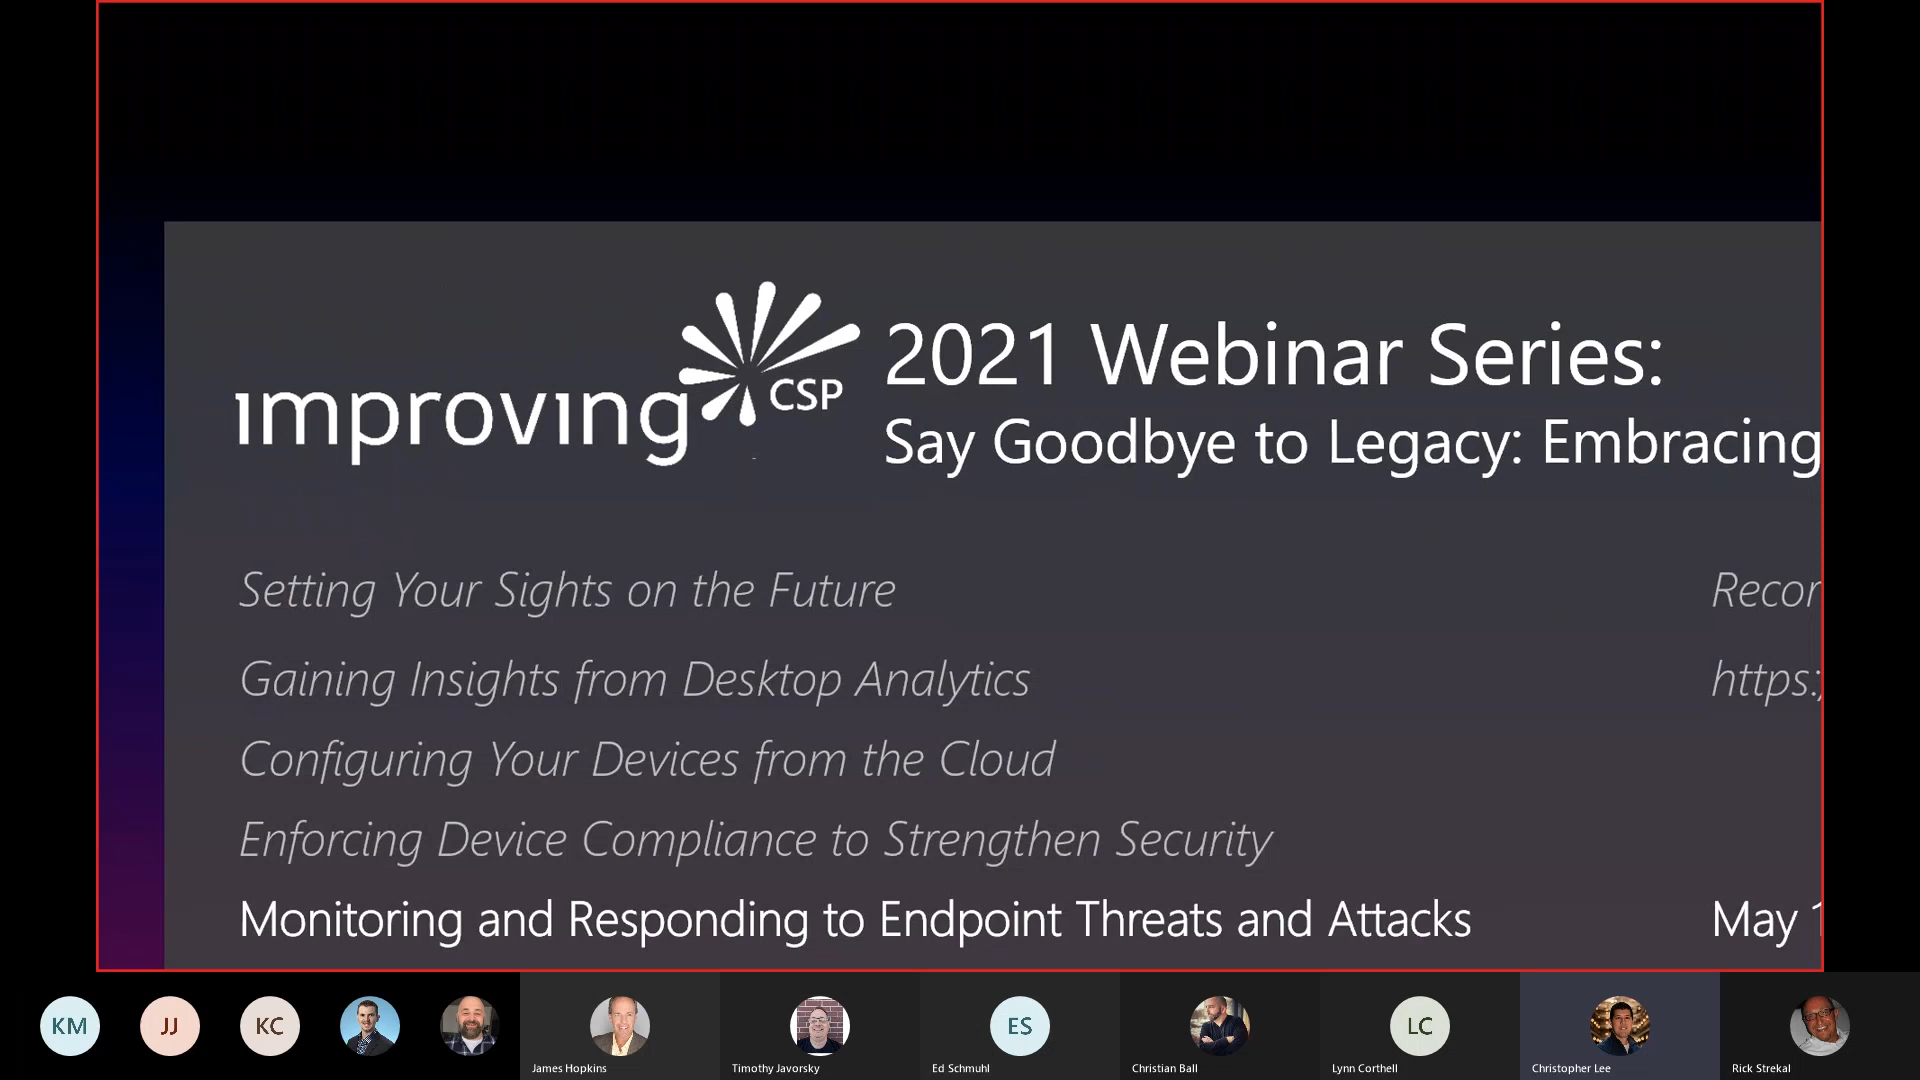 improving CSP
2021 Webinar Series:
Say Goodbye to Legacy: Embracing
Setting Your Sights on the Future
Recor
Gaining Insights from Desktop Analytics
https:/
Configuring Your Devices from the Cloud
Enforcing Device Compliance to Strengthen Security
Monitoring and Responding to Endpoint Threats and Attacks
May 1
KM
JJ
KC
ES
LC
James Hopkins
Timothy Javorsky
Ed Schmuhl
Christian Ball
Lynn Corthell
Christopher Lee
Rick Strekal